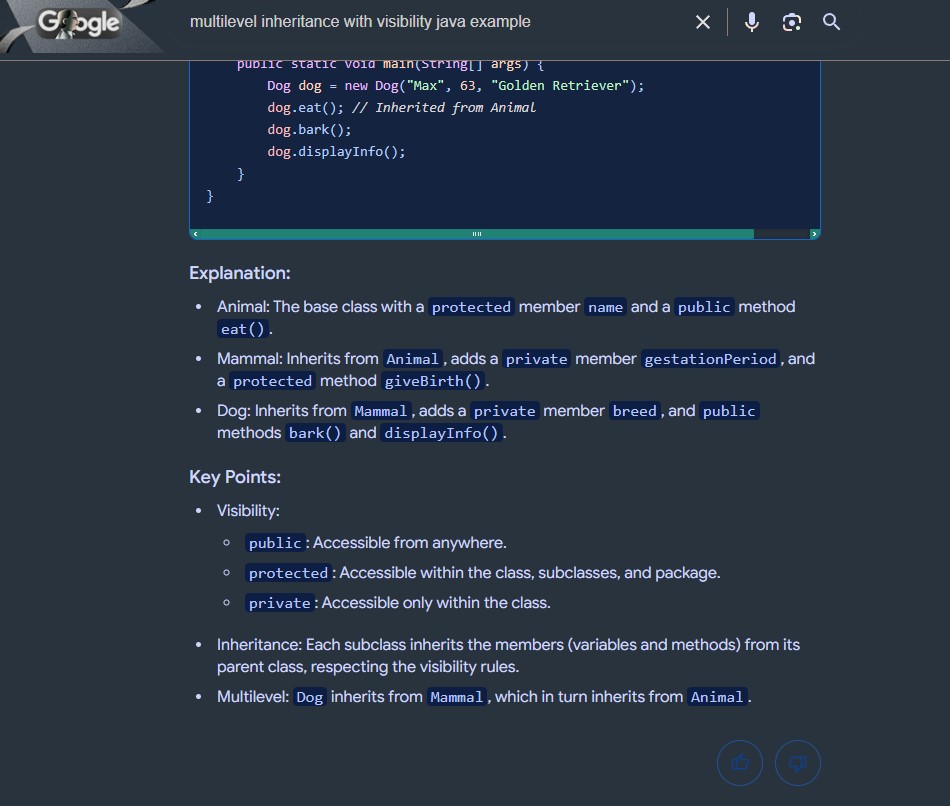 Google
multilevel inheritance with visibility java example
public static void main(String[] args) {
Dog dog = new Dog("Max", 63, "Golden Retriever");
dog.eat(); // Inherited from Animal
dog.bark();
dog.displayInfo();
}
}
Explanation:
• Animal: The base class with a protected member name and a public method
eat().
• Mammal: Inherits from Animal, adds a private member gestationPeriod, and
a protected method giveBirth().
• Dog: Inherits from Mammal, adds a private member breed, and public
methods bark() and displayInfo().
Key Points:
• Visibility:
◦ public: Accessible from anywhere.
◦ protected: Accessible within the class, subclasses, and package.
◦ private: Accessible only within the class.
• Inheritance: Each subclass inherits the members (variables and methods) from its
parent class, respecting the visibility rules.
• Multilevel: Dog inherits from Mammal, which in turn inherits from Animal.